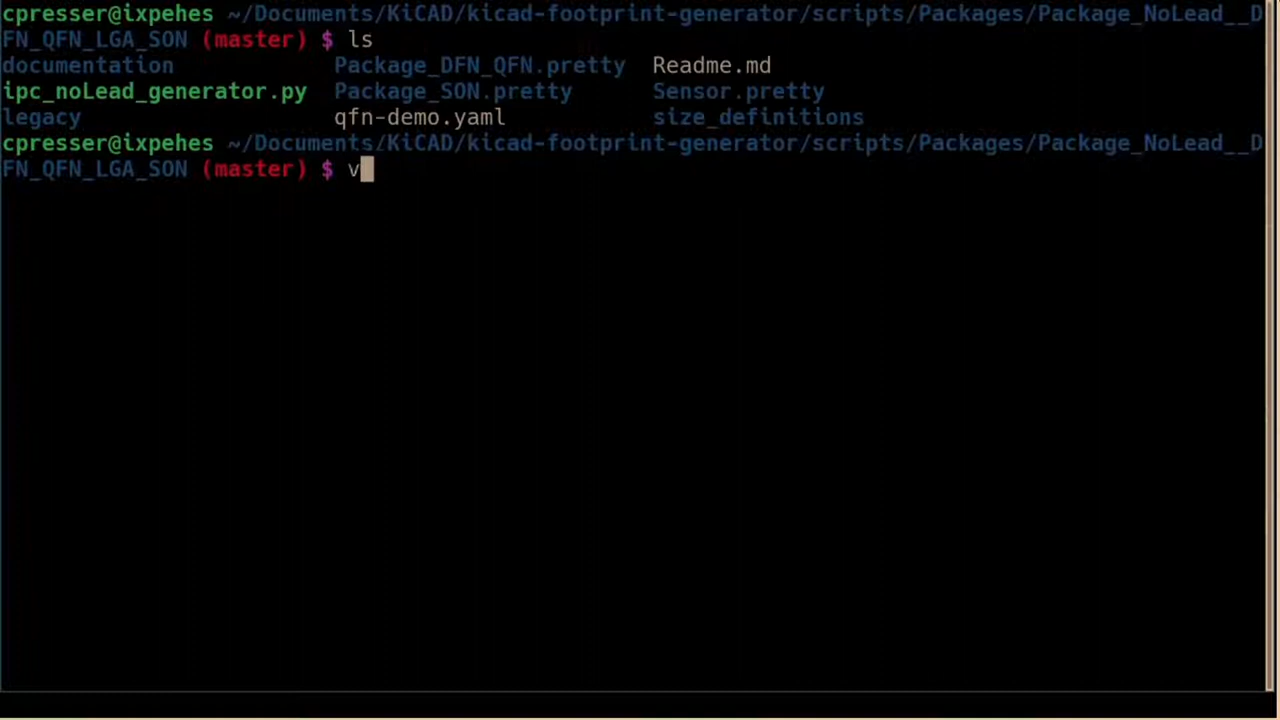 cpresser@ixpehes ~/Documents/KiCAD/kicad-footprint-generator/scripts/Packages/Package_NoLead__D
FN_QFN_LGA_SON (master) $ ls
documentation Package_DFN_QFN.pretty Readme.md
ipc_noLead_generator.py Package_SON.pretty Sensor.pretty
legacy qfn-demo.yaml size_definitions
cpresser@ixpehes ~/Documents/KiCAD/kicad-footprint-generator/scripts/Packages/Package_NoLead__D
FN_QFN_LGA_SON (master) $ v